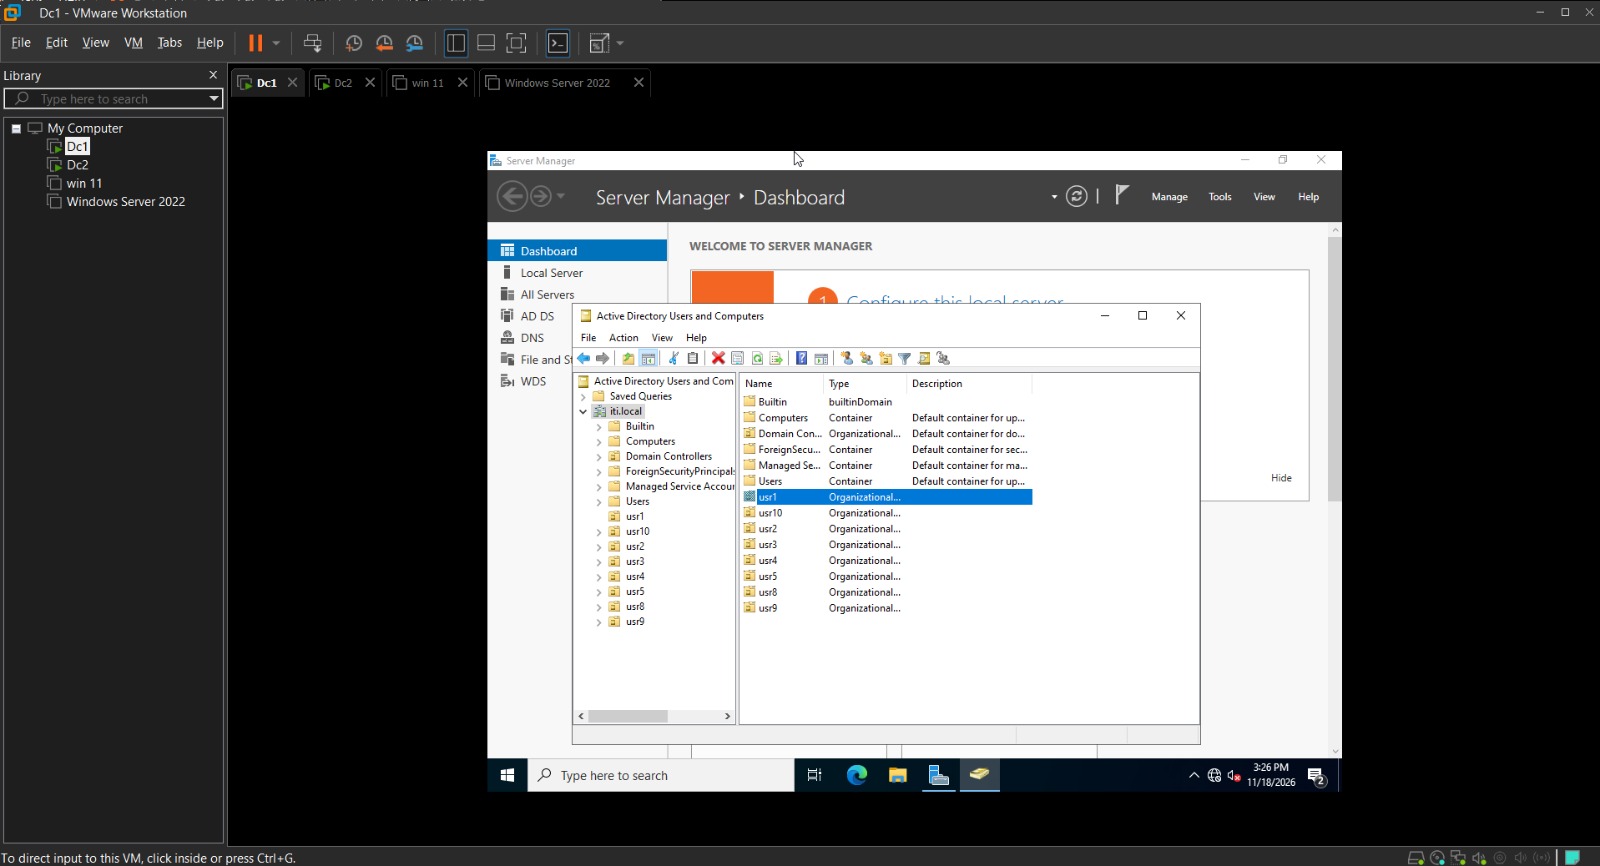 Dc1 - VMware Workstation
File Edit View VM Tabs Help
Library
Type here to search
My Computer
Dc1
Dc2
win 11
Windows Server 2022
Dc1 Dc2 win 11 Windows Server 2022
Server Manager
Server Manager Dashboard
Manage Tools View Help
Dashboard
Local Server
All Servers
AD DS
DNS
File and St
WDS
WELCOME TO SERVER MANAGER
1 Configure this local server
Hide
Active Directory Users and Computers
File Action View Help
Active Directory Users and Com
Saved Queries
iti.local
Builtin
Computers
Domain Controllers
ForeignSecurityPrincipals
Managed Service Accour
Users
usr1
usr10
usr2
usr3
usr4
usr5
usr8
usr9
Name Type Description
Builtin builtinDomain
Computers Container Default container for up...
Domain Con... Organizational... Default container for do...
ForeignSecu... Container Default container for sec...
Managed Se... Container Default container for ma...
Users Container Default container for up...
usr1 Organizational...
usr10 Organizational...
usr2 Organizational...
usr3 Organizational...
usr4 Organizational...
usr5 Organizational...
usr8 Organizational...
usr9 Organizational...
Type here to search
3:26 PM
11/18/2026
2
To direct input to this VM, click inside or press Ctrl+G.